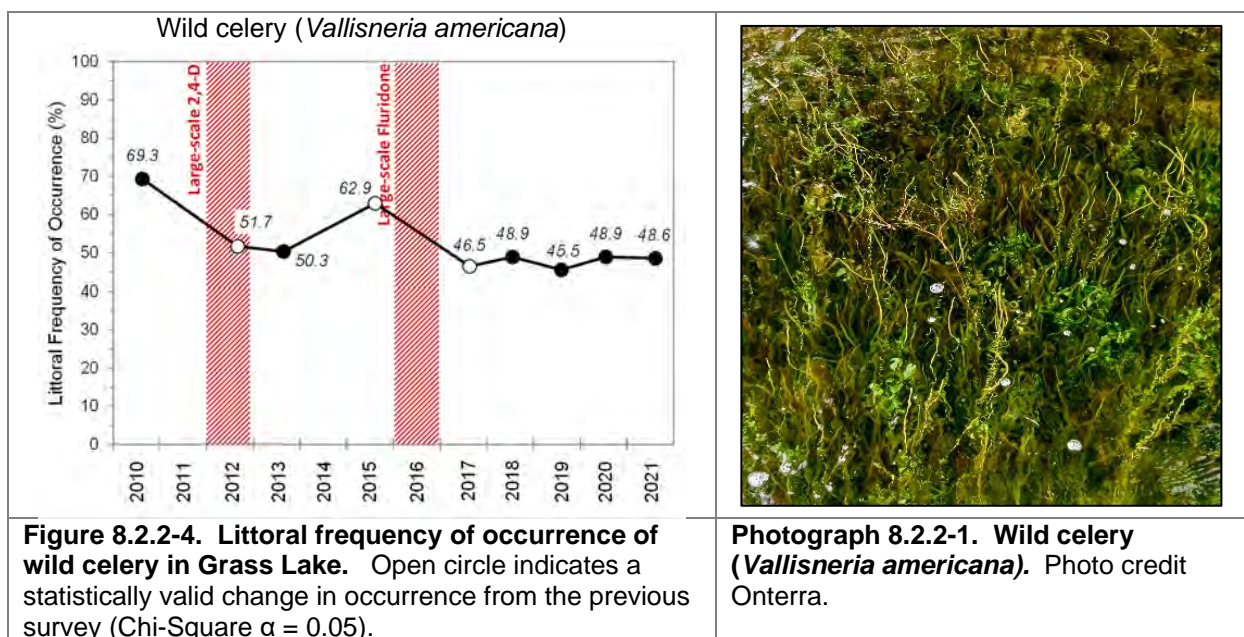 Wild celery (Vallisneria americana)
100
90
80
70
60
50
40
30
20
10
0
Littoral Frequency of Occurrence (%)
Large-scale 2,4-D
Large-scale Fluridone
69.3
51.7
50.3
62.9
46.5
48.9
45.5
48.9
48.6
2010
2011
2012
2013
2014
2015
2016
2017
2018
2019
2020
2021
Figure 8.2.2-4. Littoral frequency of occurrence of
wild celery in Grass Lake. Open circle indicates a
statistically valid change in occurrence from the previous
survey (Chi-Square α = 0.05).
Photograph 8.2.2-1. Wild celery
(Vallisneria americana). Photo credit
Onterra.